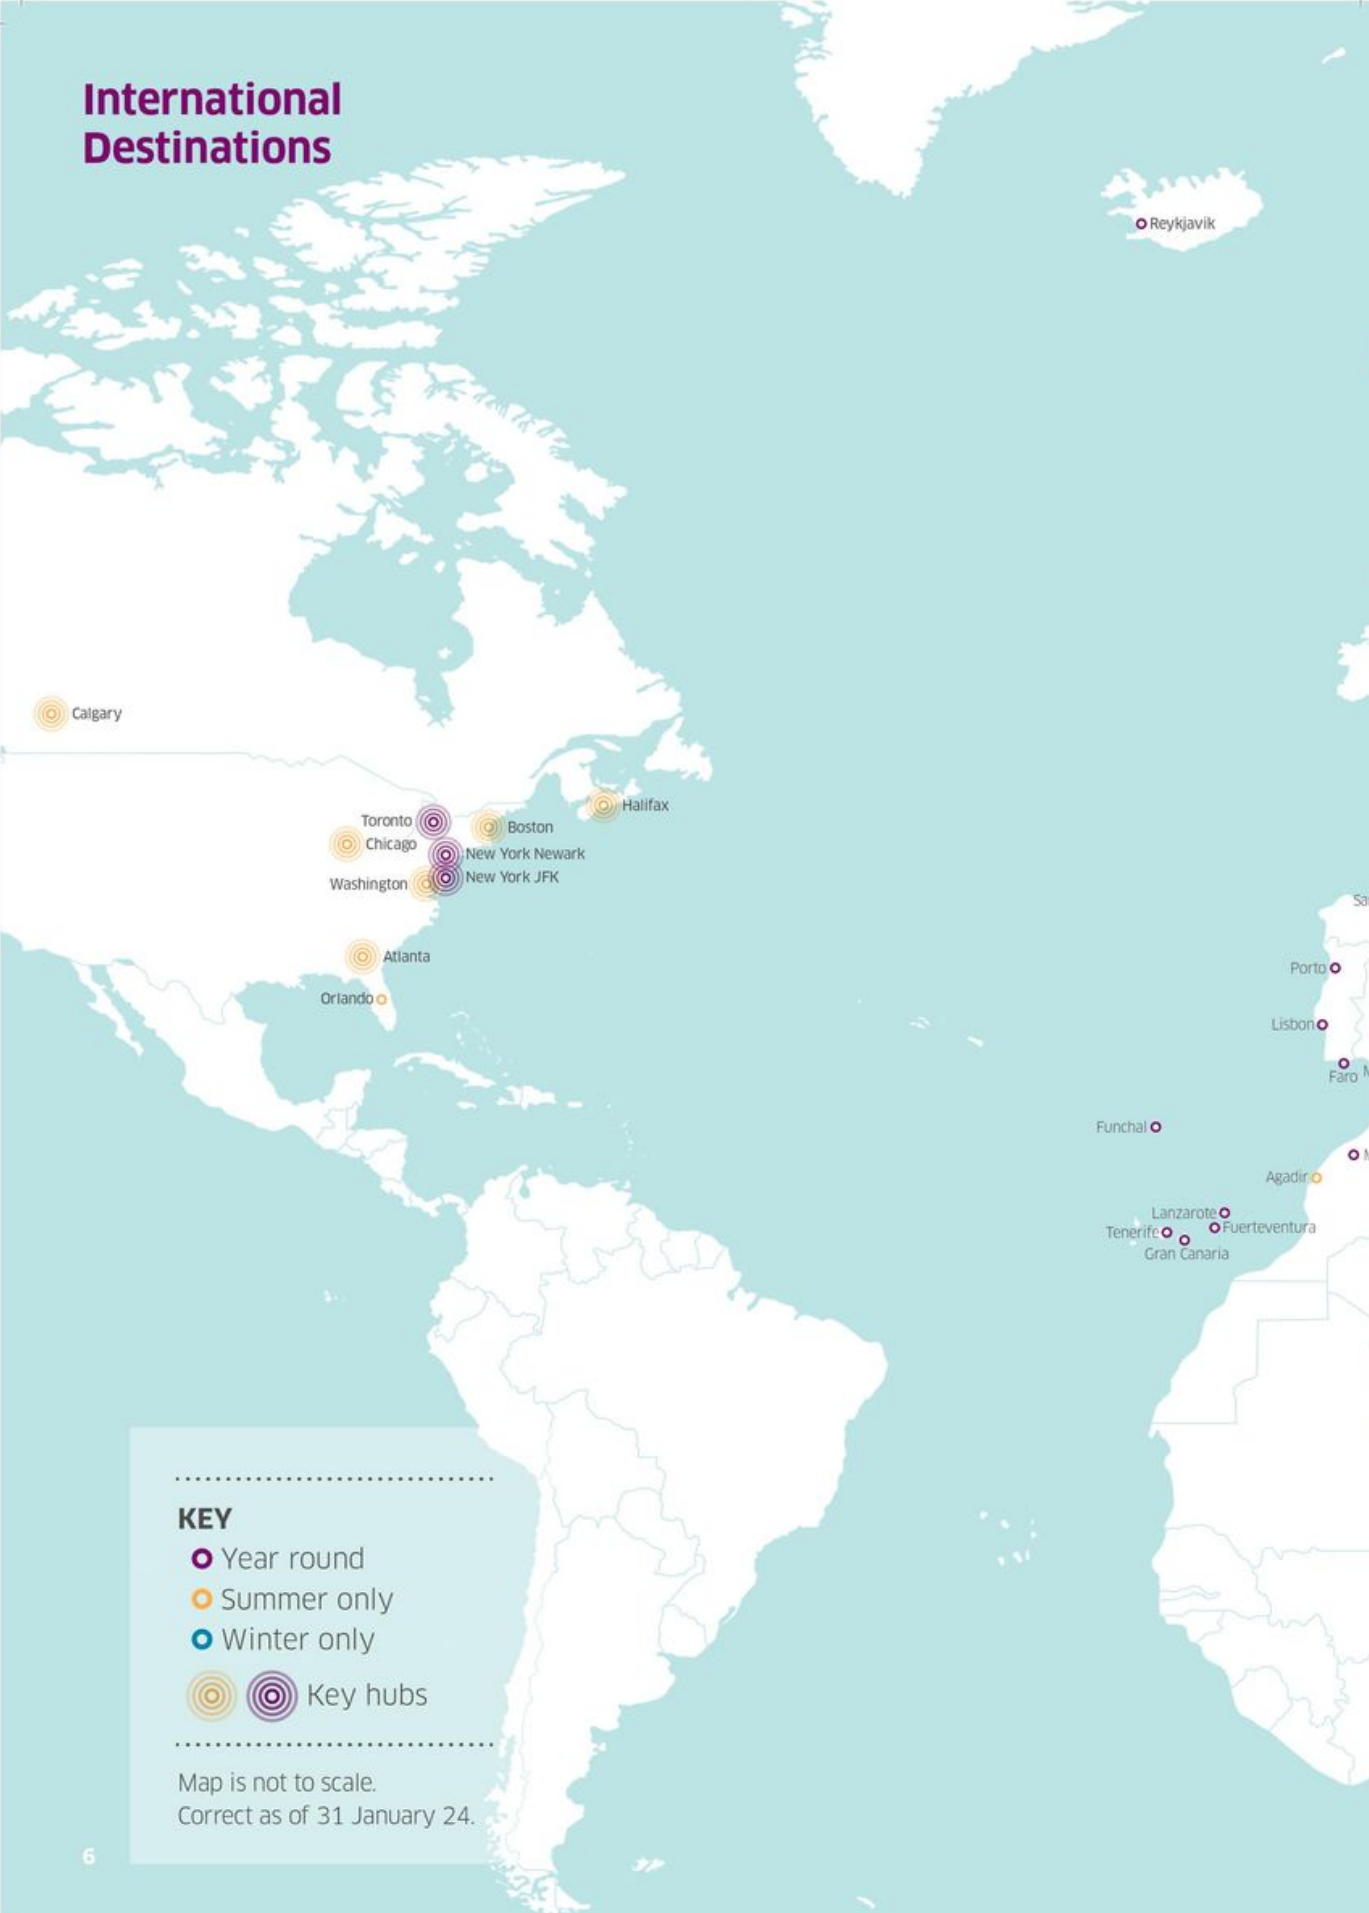 International
Destinations
Reykjavik
Calgary
Halifax
Toronto
Boston
Chicago
New York Newark
New York JFK
Washington
Atlanta
Orlando
Porto
Lisbon
Faro
Funchal
Agadir
Lanzarote
Fuerteventura
Tenerife
Gran Canaria
KEY
Year round
Summer only
Winter only
Key hubs
Map is not to scale.
Correct as of 31 January 24.
6